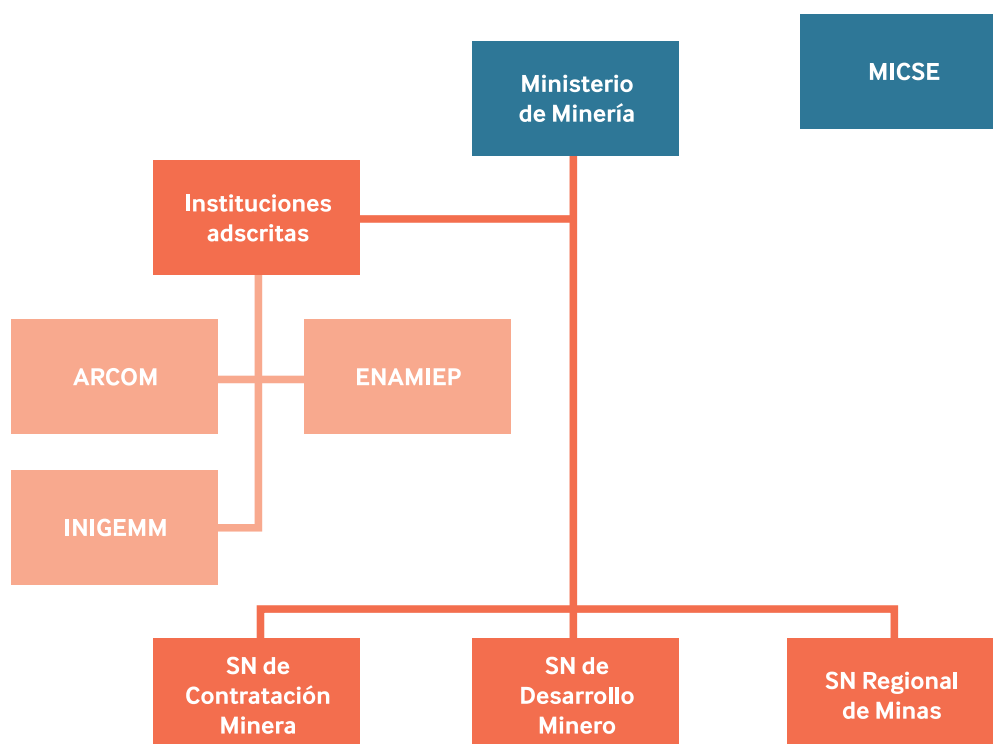 MICSE
Ministerio
de Minería
Instituciones
adscritas
ARCOM
ENAMIEP
INIGEMM
SN de
Contratación
Minera
SN de
Desarrollo
Minero
SN Regional
de Minas